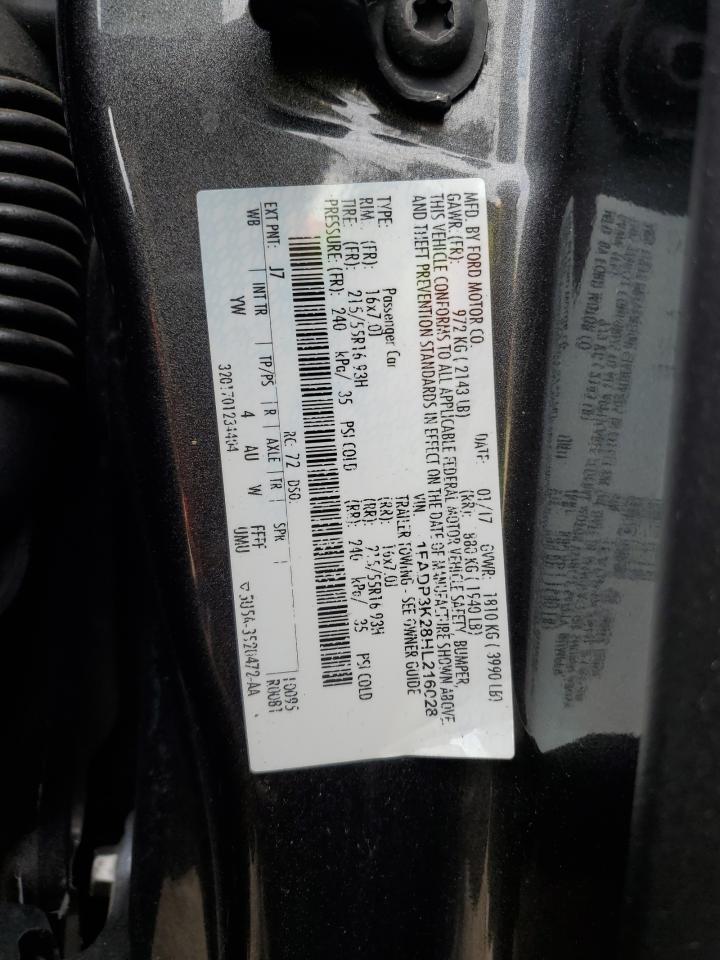 MFD. BY FORD MOTOR CO. DATE: 01/17 GVWR: 1810 KG ( 3990 LB)
GAWR. (FR): 972 KG ( 2143 LB) (RR): 880 KG ( 1940 LB)
THIS VEHICLE CONFORMS TO ALL APPLICABLE FEDERAL MOTOR VEHICLE SAFETY, BUMPER,
AND THEFT PREVENTION STANDARDS IN EFFECT ON THE DATE OF MANUFACTURE SHOWN ABOVE.
VIN: 1FADP3K28HL216028
TYPE: Passenger Car TRAILER TOWING - SEE OWNER GUIDE
RIM: (FR): 16x7.0J (RR): 16x7.0J
TIRE: (FR): 215/55R16 93H (RR): 215/55R16 93H
PRESSURE: (FR): 240 kPa/ 35 PSI COLD (RR): 240 kPa/ 35 PSI COLD
EXT PNT: J7 RC: 72 DSO:
WB INT TR TP/PS R AXLE TR SPR
YW 4 AU W FFFF UMU
10095
R0087